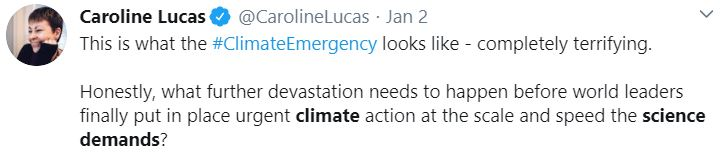 Caroline Lucas @CarolineLucas · Jan 2
This is what the #ClimateEmergency looks like - completely terrifying.
Honestly, what further devastation needs to happen before world leaders
finally put in place urgent climate action at the scale and speed the science
demands?